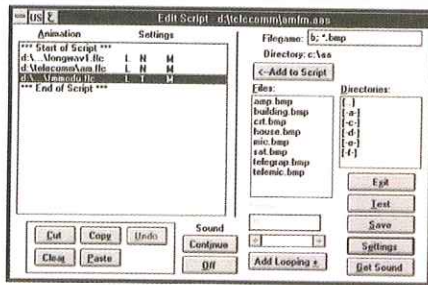 US
Edit Script - d:\telecomm\amfm.aas
Animation Settings
*** Start of Script ***
d:\...\longwav1.flc L N M
d:\telecomm\am.flc L N M
d:\...\fmmodu.flc L T M
*** End of Script ***
Filename: b; *.bmp
Directory: c:\aa
<-Add to Script
Files:
amp.bmp
building.bmp
crt.bmp
house.bmp
mic.bmp
sat.bmp
telegrap.bmp
telemic.bmp
Directories:
[..]
[-a-]
[-c-]
[-d-]
[-e-]
[-f-]
Exit
Test
Save
Settings
Get Sound
Cut Copy Undo
Clear Paste
Sound
Continue
Off
Add Looping +